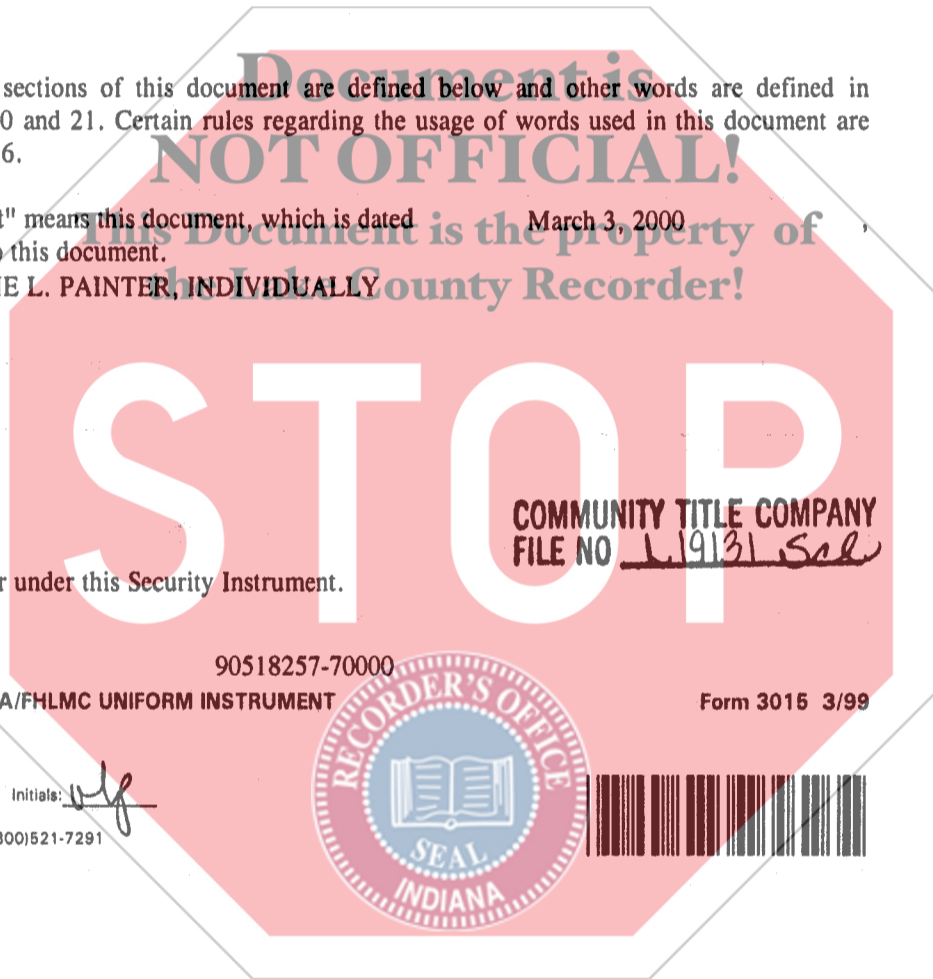 Document is
sections of this document are defined below and other words are defined in
0 and 21. Certain rules regarding the usage of words used in this document are
6.
NOT OFFICIAL!
t" means this document, which is dated March 3, 2000 ,
this document.
This Document is the property of
the Lake County Recorder!
E L. PAINTER, INDIVIDUALLY
STOP
COMMUNITY TITLE COMPANY
FILE NO L19131 Scl
r under this Security Instrument.
90518257-70000
A/FHLMC UNIFORM INSTRUMENT Form 3015 3/99
RECORDER'S OFFICE
SEAL
INDIANA
Initials:
800)521-7291